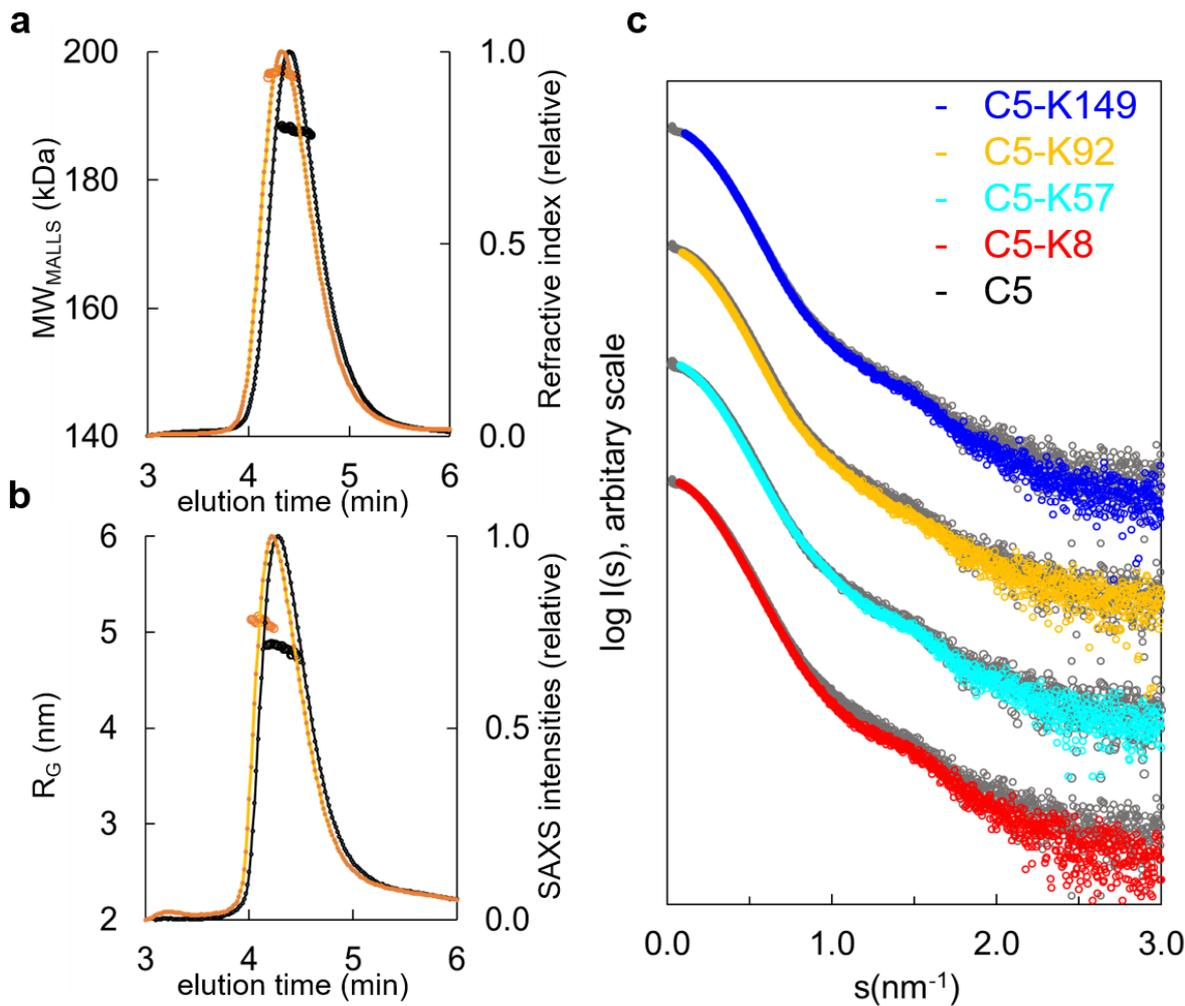 a
200
180
160
140
MW_MALLS (kDa)
1.0
0.5
0.0
Refractive index (relative)
3 4 5 6
elution time (min)
b
6
5
4
3
2
R_G (nm)
1.0
0.5
0.0
SAXS intensities (relative)
3 4 5 6
elution time (min)
c
- C5-K149
- C5-K92
- C5-K57
- C5-K8
- C5
log I(s), arbitary scale
0.0 1.0 2.0 3.0
s(nm⁻¹)